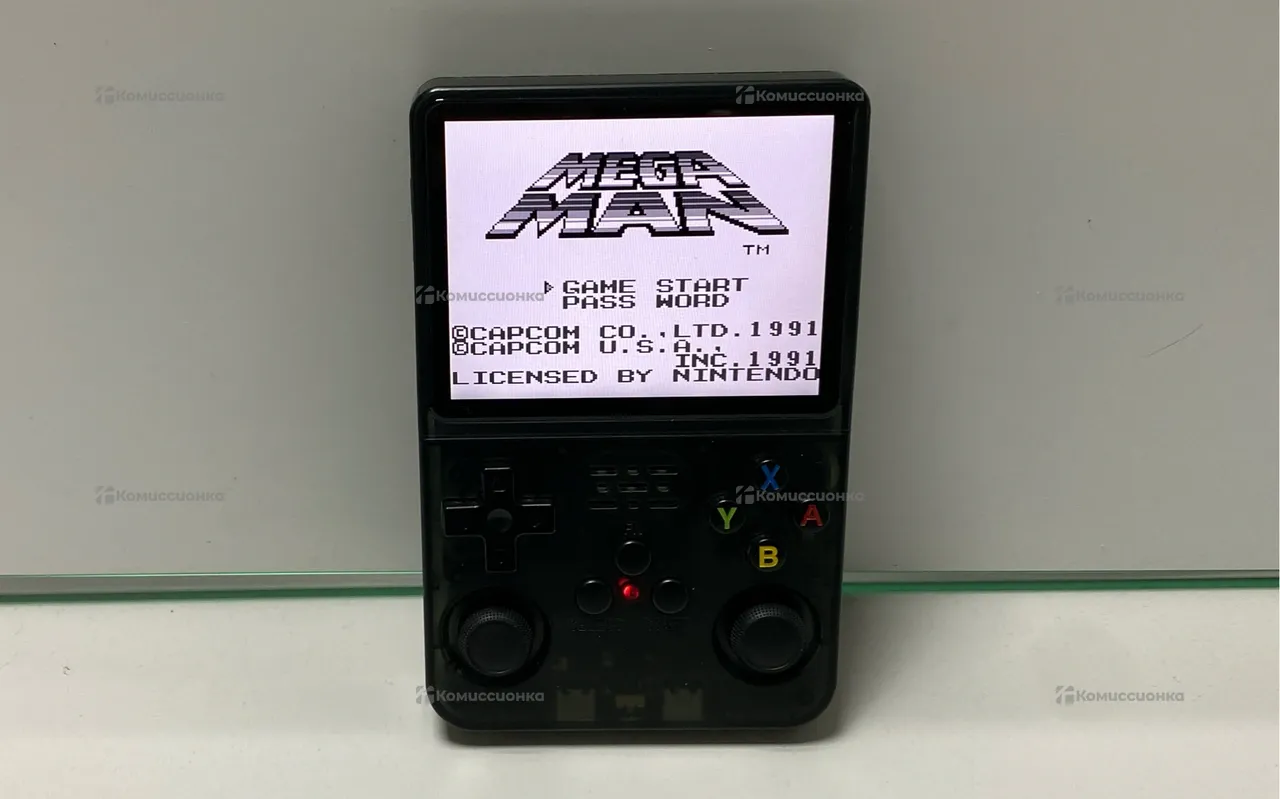 Комиссионка
Комиссионка
MEGA
MAN
TM
Комиссионка
GAME START
Комиссионка
PASS WORD
©CAPCOM CO.,LTD.1991
©CAPCOM U.S.A.,
INC.1991
LICENSED BY NINTENDO
X
Комиссионка
Комиссионка
Y
A
B
Комиссионка
Комиссионка